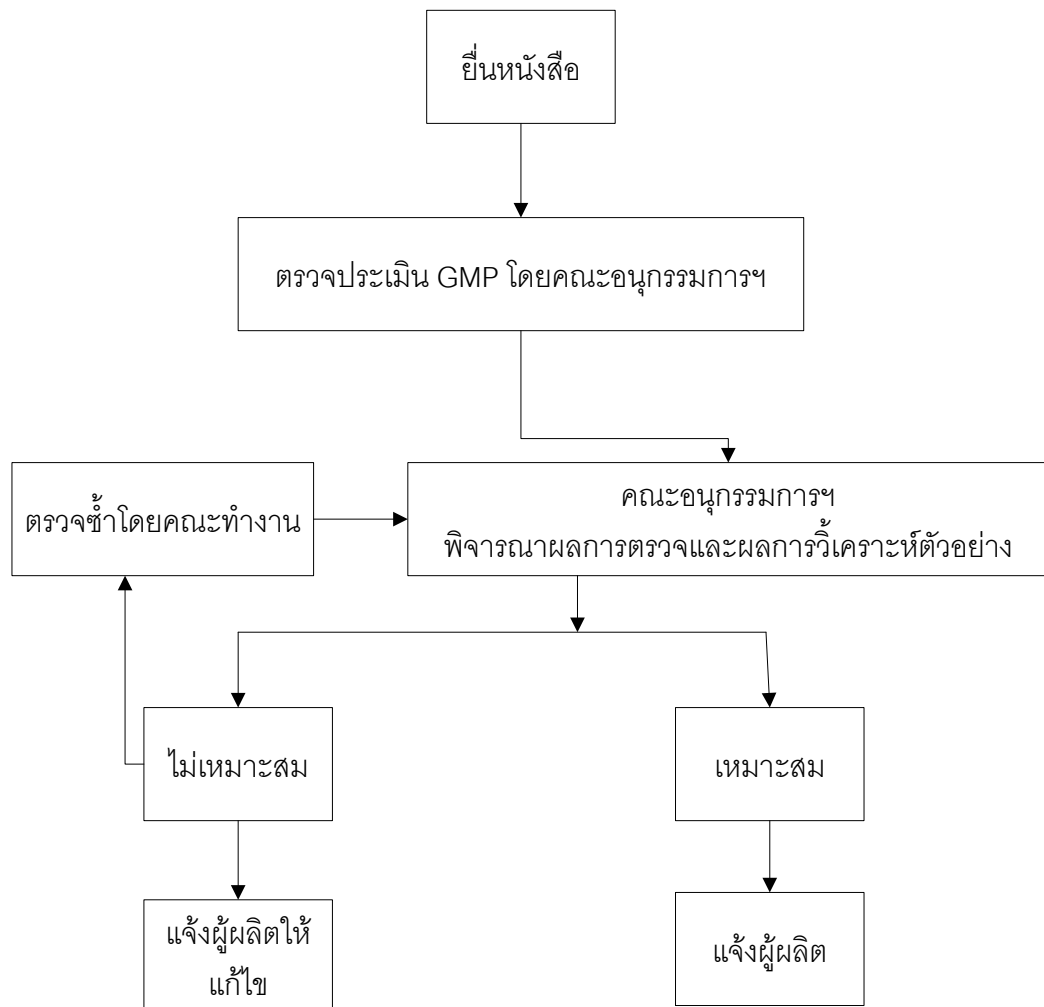 ยื่นหนังสือ
ตรวจประเมิน GMP โดยคณะอนุกรรมการฯ
ตรวจซ้ำโดยคณะทำงาน
คณะอนุกรรมการฯ
พิจารณาผลการตรวจและผลการวิ้เคราะห์ตัวอย่าง
ไม่เหมาะสม
เหมาะสม
แจ้งผู้ผลิตให้
แก้ไข
แจ้งผู้ผลิต